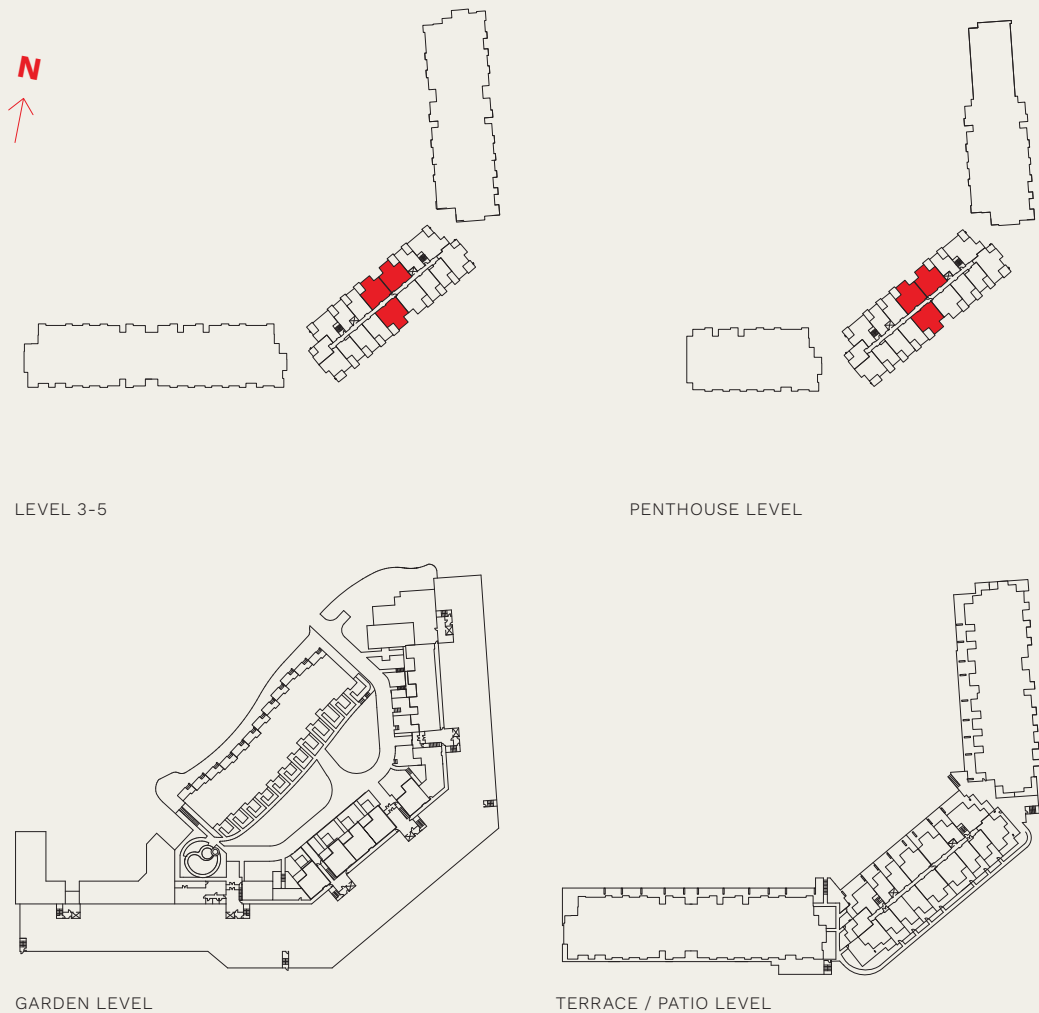 N
LEVEL 3-5
PENTHOUSE LEVEL
GARDEN LEVEL
TERRACE / PATIO LEVEL